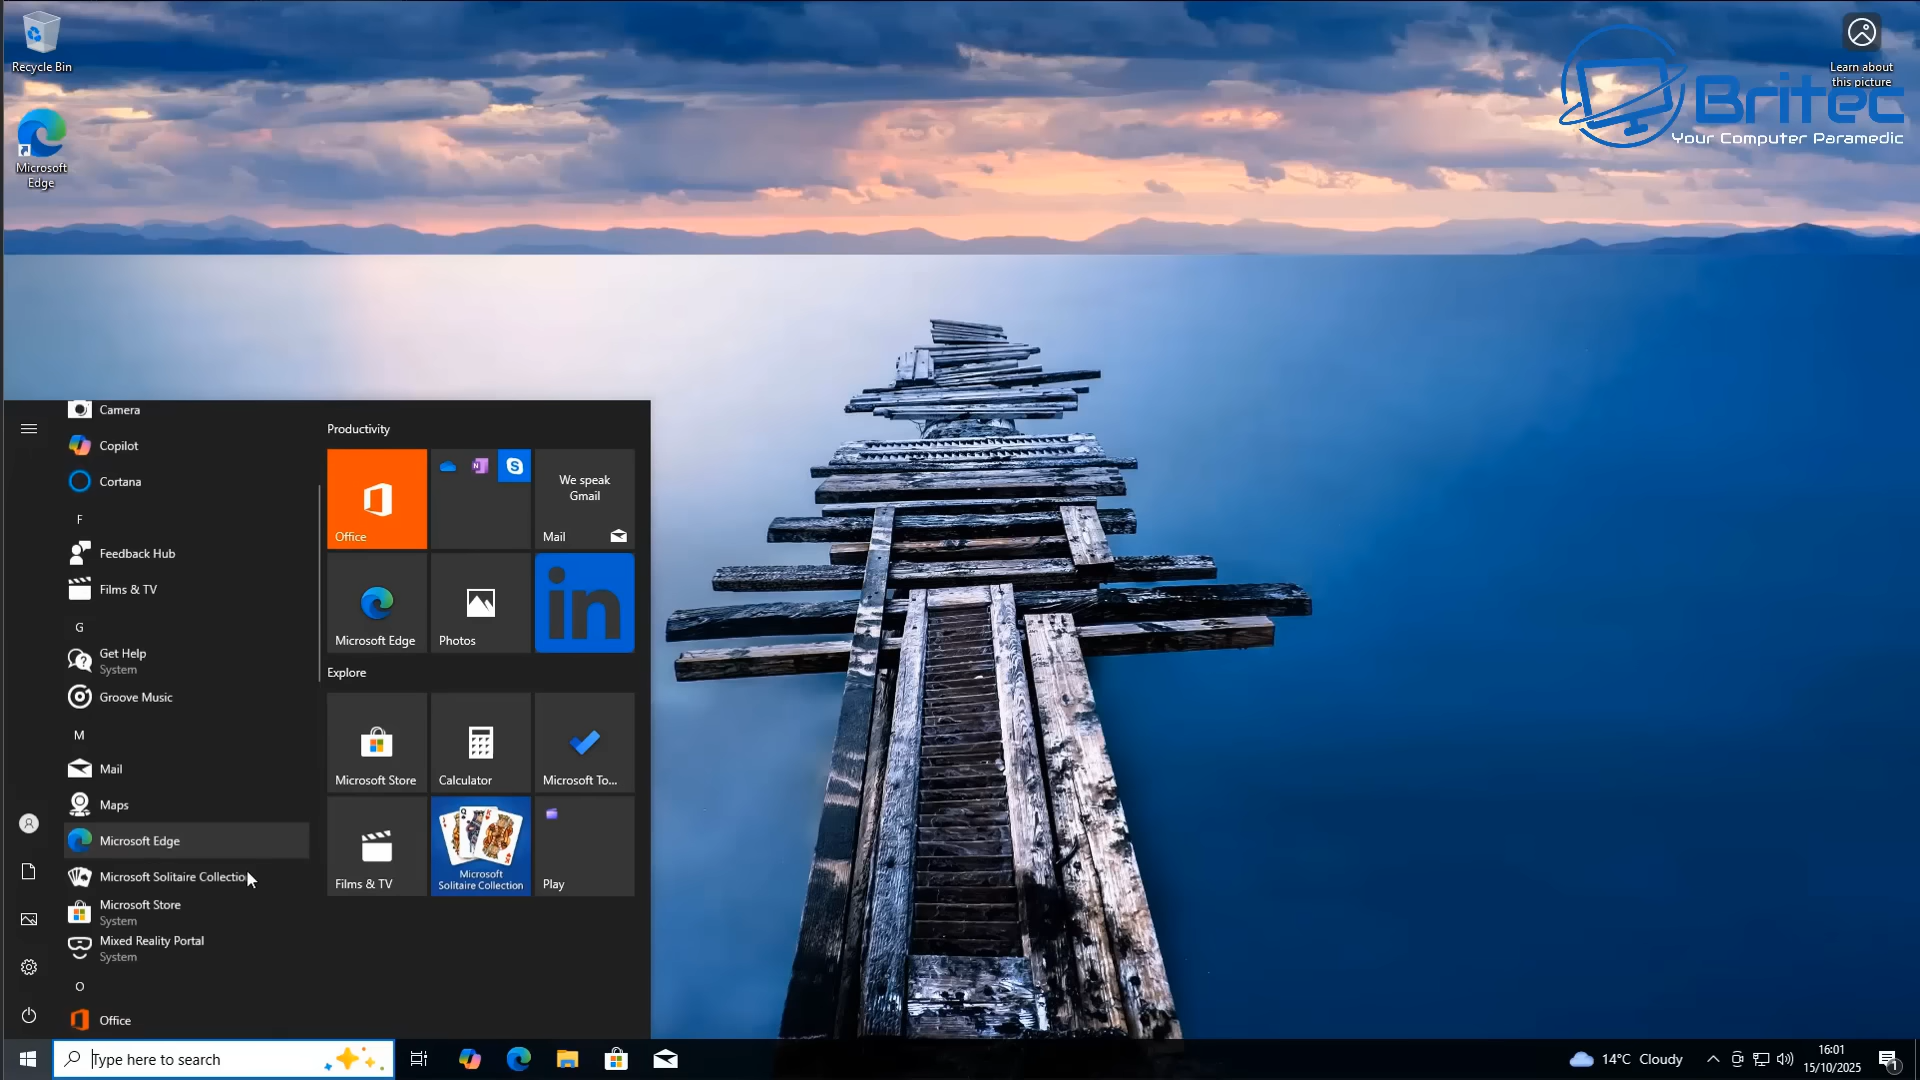 Recycle Bin
Microsoft
Edge
Learn about
this picture
Britec
Your Computer Paramedic
Camera
Copilot
Cortana
F
Feedback Hub
Films & TV
G
Get Help
System
Groove Music
M
Mail
Maps
Microsoft Edge
Microsoft Solitaire Collection
Microsoft Store
System
Mixed Reality Portal
System
O
Office
Productivity
Office
N
S
We speak
Gmail
Mail
Microsoft Edge
Photos
in
Explore
Microsoft Store
Calculator
Microsoft To...
Films & TV
Microsoft
Solitaire Collection
Play
Type here to search
14°C Cloudy
16:01
15/10/2025
1